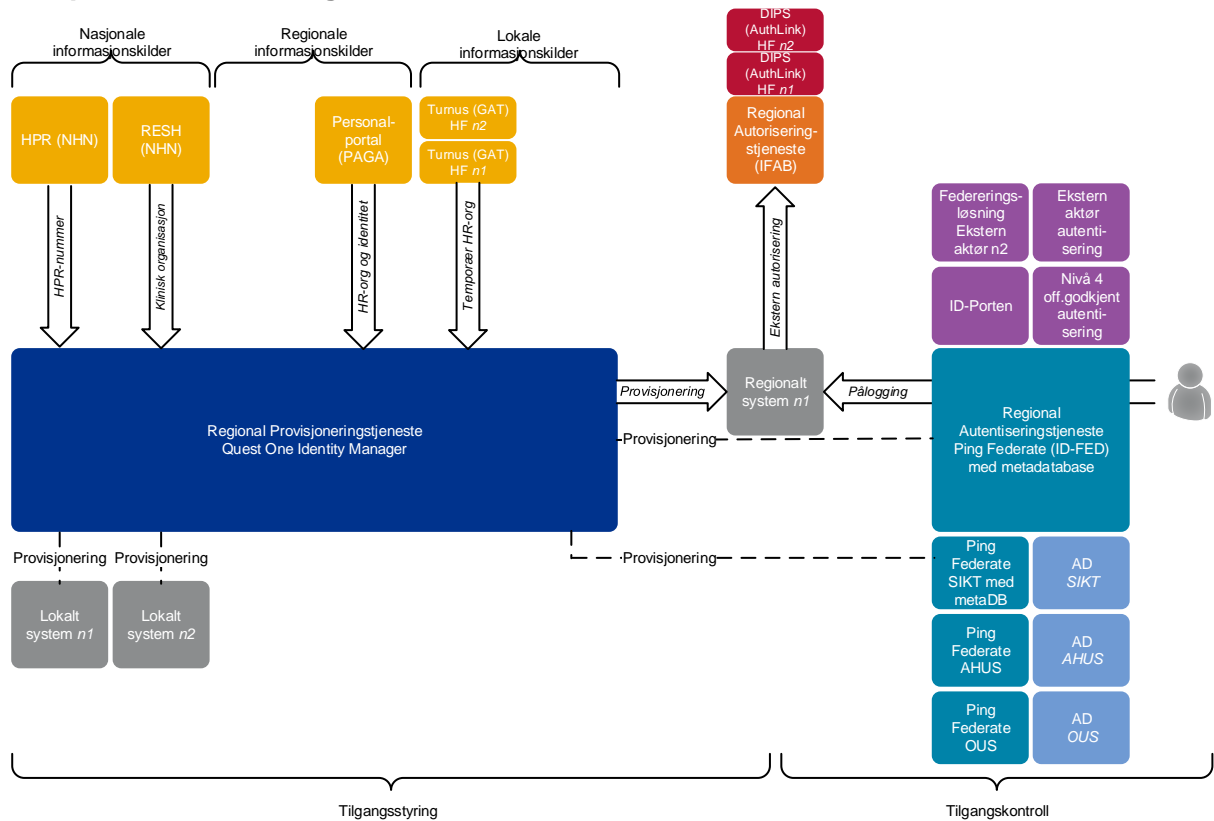 Nasjonale
informasjonskilder
Regionale
informasjonskilder
Lokale
informasjonskilder
DIPS
(AuthLink)
HF n2
DIPS
(AuthLink)
HF n1
HPR (NHN)
RESH
(NHN)
Personal-
portal
(PAGA)
Turnus (GAT)
HF n2
Turnus (GAT)
HF n1
Regional
Autorisering-
stjeneste
(IFAB)
HPR-nummer
Klinisk organisasjon
HR-org og identitet
Temporær HR-org
Ekstern autorisering
Federerings-
løsning
Ekstern
aktør n2
Ekstern
aktør
autenti-
sering
ID-Porten
Nivå 4
off.godkjent
autenti-
sering
Regional Provisjoneringstjeneste
Quest One Identity Manager
Provisjonering
Regionalt
system n1
Pålogging
Regional
Autentiseringstjeneste
Ping Federate (ID-FED)
med metadatabase
Provisjonering
Provisjonering
Provisjonering
Provisjonering
Lokalt
system n1
Lokalt
system n2
Ping
Federate
SIKT med
metaDB
AD
SIKT
Ping
Federate
AHUS
AD
AHUS
Ping
Federate
OUS
AD
OUS
Tilgangsstyring
Tilgangskontroll